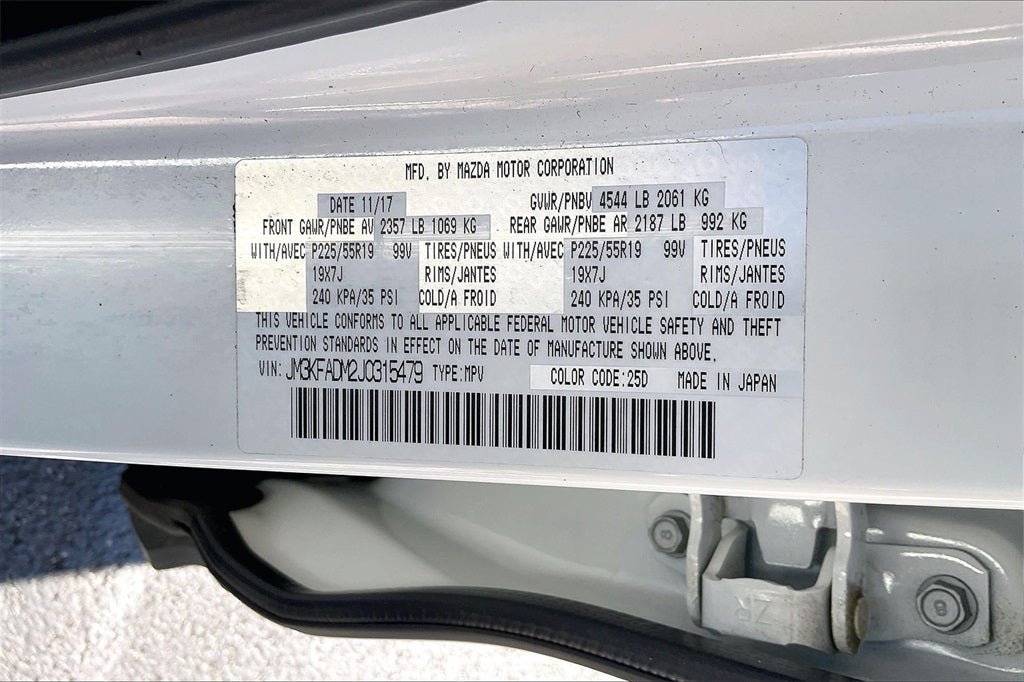 MFD. BY MAZDA MOTOR CORPORATION
DATE 11/17 GVWR/PNBV 4544 LB 2061 KG
FRONT GAWR/PNBE AV 2357 LB 1069 KG REAR GAWR/PNBE AR 2187 LB 992 KG
WITH/AVEC P225/55R19 99V TIRES/PNEUS WITH/AVEC P225/55R19 99V TIRES/PNEUS
19X7J RIMS/JANTES 19X7J RIMS/JANTES
240 KPA/35 PSI COLD/A FROID 240 KPA/35 PSI COLD/A FROID
THIS VEHICLE CONFORMS TO ALL APPLICABLE FEDERAL MOTOR VEHICLE SAFETY AND THEFT
PREVENTION STANDARDS IN EFFECT ON THE DATE OF MANUFACTURE SHOWN ABOVE.
VIN: JM3KFADM2J0315479 TYPE:MPV COLOR CODE:25D MADE IN JAPAN
ZR
8 8